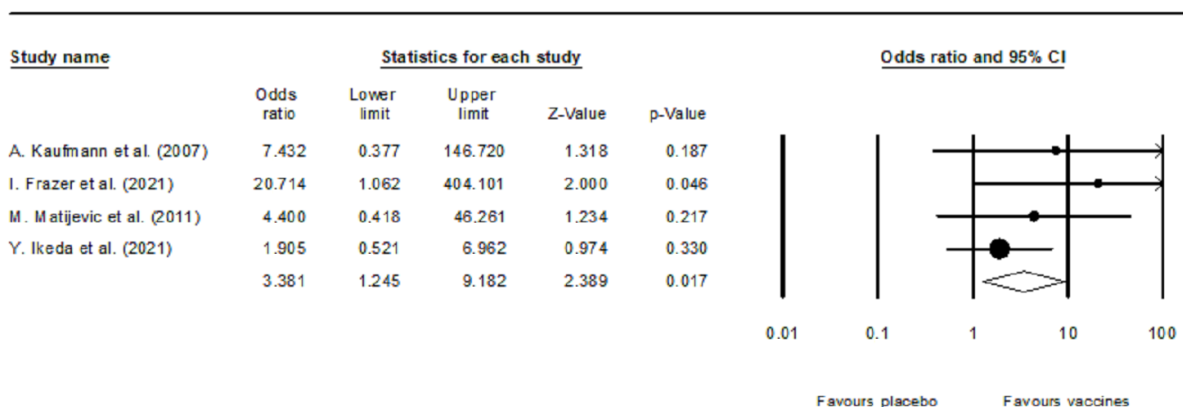 Study name Statistics for each study Odds ratio and 95% CI
Odds Lower Upper
ratio limit limit Z-Value p-Value
A. Kaufmann et al. (2007) 7.432 0.377 146.720 1.318 0.187
I. Frazer et al. (2021) 20.714 1.062 404.101 2.000 0.046
M. Matijevic et al. (2011) 4.400 0.418 46.261 1.234 0.217
Y. Ikeda et al. (2021) 1.905 0.521 6.962 0.974 0.330
3.381 1.245 9.182 2.389 0.017
0.01 0.1 1 10 100
Favours placebo Favours vaccines